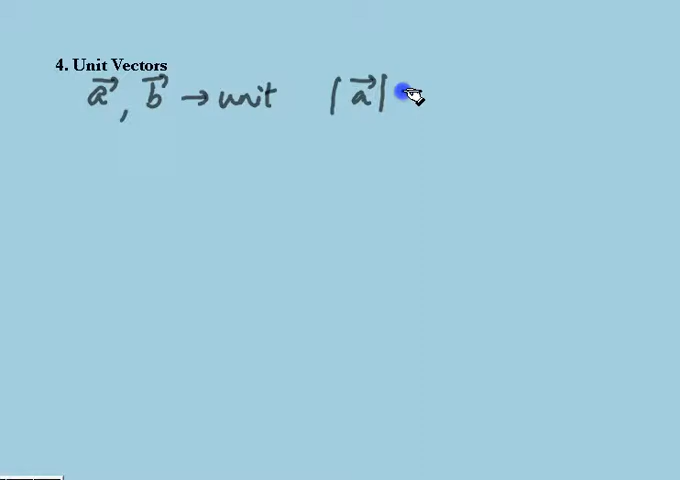 4. Unit Vectors
a⃗, b⃗ → unit |a⃗|